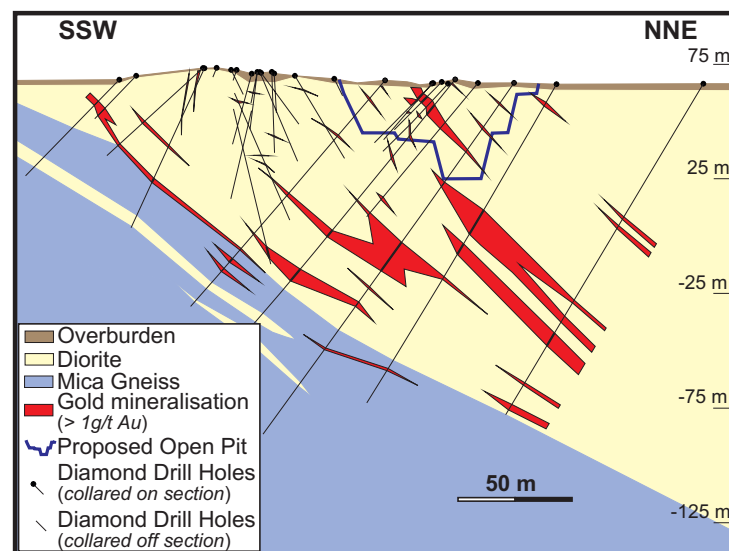 SSW
NNE
75 m
25 m
-25 m
-75 m
-125 m
Overburden
Diorite
Mica Gneiss
Gold mineralisation
(> 1g/t Au)
Proposed Open Pit
Diamond Drill Holes
(collared on section)
Diamond Drill Holes
(collared off section)
50 m